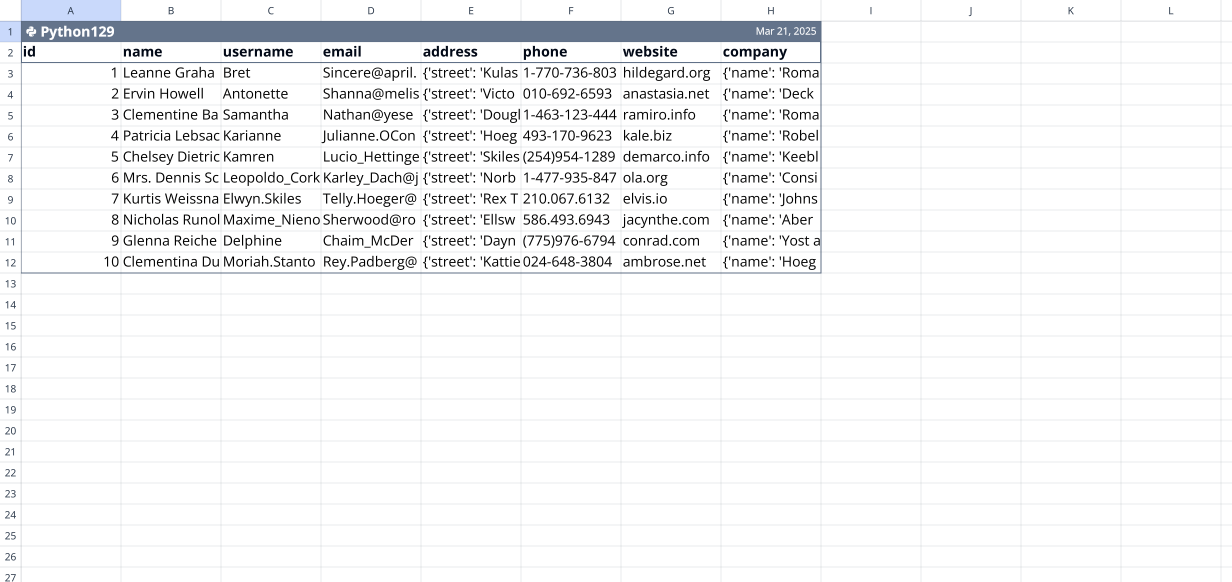 A B C D E F G H I J K L
1 Python129 Mar 21, 2025
2 id name username email address phone website company
3 1 Leanne Graha Bret Sincere@april. {'street': 'Kulas 1-770-736-803 hildegard.org {'name': 'Roma
4 2 Ervin Howell Antonette Shanna@melis {'street': 'Victo 010-692-6593 anastasia.net {'name': 'Deck
5 3 Clementine Ba Samantha Nathan@yese {'street': 'Dougl 1-463-123-444 ramiro.info {'name': 'Roma
6 4 Patricia Lebsac Karianne Julianne.OCon {'street': 'Hoeg 493-170-9623 kale.biz {'name': 'Robel
7 5 Chelsey Dietric Kamren Lucio_Hettinge {'street': 'Skiles (254)954-1289 demarco.info {'name': 'Keebl
8 6 Mrs. Dennis Sc Leopoldo_Cork Karley_Dach@j {'street': 'Norb 1-477-935-847 ola.org {'name': 'Consi
9 7 Kurtis Weissna Elwyn.Skiles Telly.Hoeger@ {'street': 'Rex T 210.067.6132 elvis.io {'name': 'Johns
10 8 Nicholas Runol Maxime_Nieno Sherwood@ro {'street': 'Ellsw 586.493.6943 jacynthe.com {'name': 'Aber
11 9 Glenna Reiche Delphine Chaim_McDer {'street': 'Dayn (775)976-6794 conrad.com {'name': 'Yost a
12 10 Clementina Du Moriah.Stanto Rey.Padberg@ {'street': 'Kattie 024-648-3804 ambrose.net {'name': 'Hoeg
13
14
15
16
17
18
19
20
21
22
23
24
25
26
27